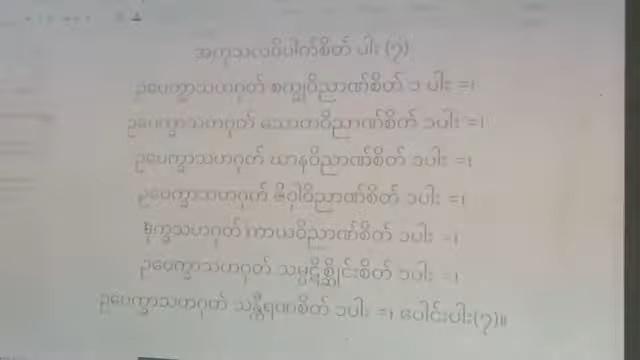 အကုသလဝိပါက်စိတ် ပါး (၇)
ဥပေက္ခာသဟဂုတ် စက္ခုဝိညာဏ်စိတ် ၁ ပါး =၊
ဥပေက္ခာသဟဂုတ် သောတဝိညာဏ်စိတ် ၁ပါး =၊
ဥပေက္ခာသဟဂုတ် ဃာနဝိညာဏ်စိတ် ၁ပါး =၊
ဥပေက္ခာသဟဂုတ် ဇိဝှါဝိညာဏ်စိတ် ၁ပါး =၊
ဒုက္ခသဟဂုတ် ကာယဝိညာဏ်စိတ် ၁ပါး =၊
ဥပေက္ခာသဟဂုတ် သမ္ပဋိစ္ဆိုင်းစိတ် ၁ပါး =၊
ဥပေက္ခာသဟဂုတ် သန္တီရဏစိတ် ၁ပါး =၊ ပေါင်းပါး(၇)။